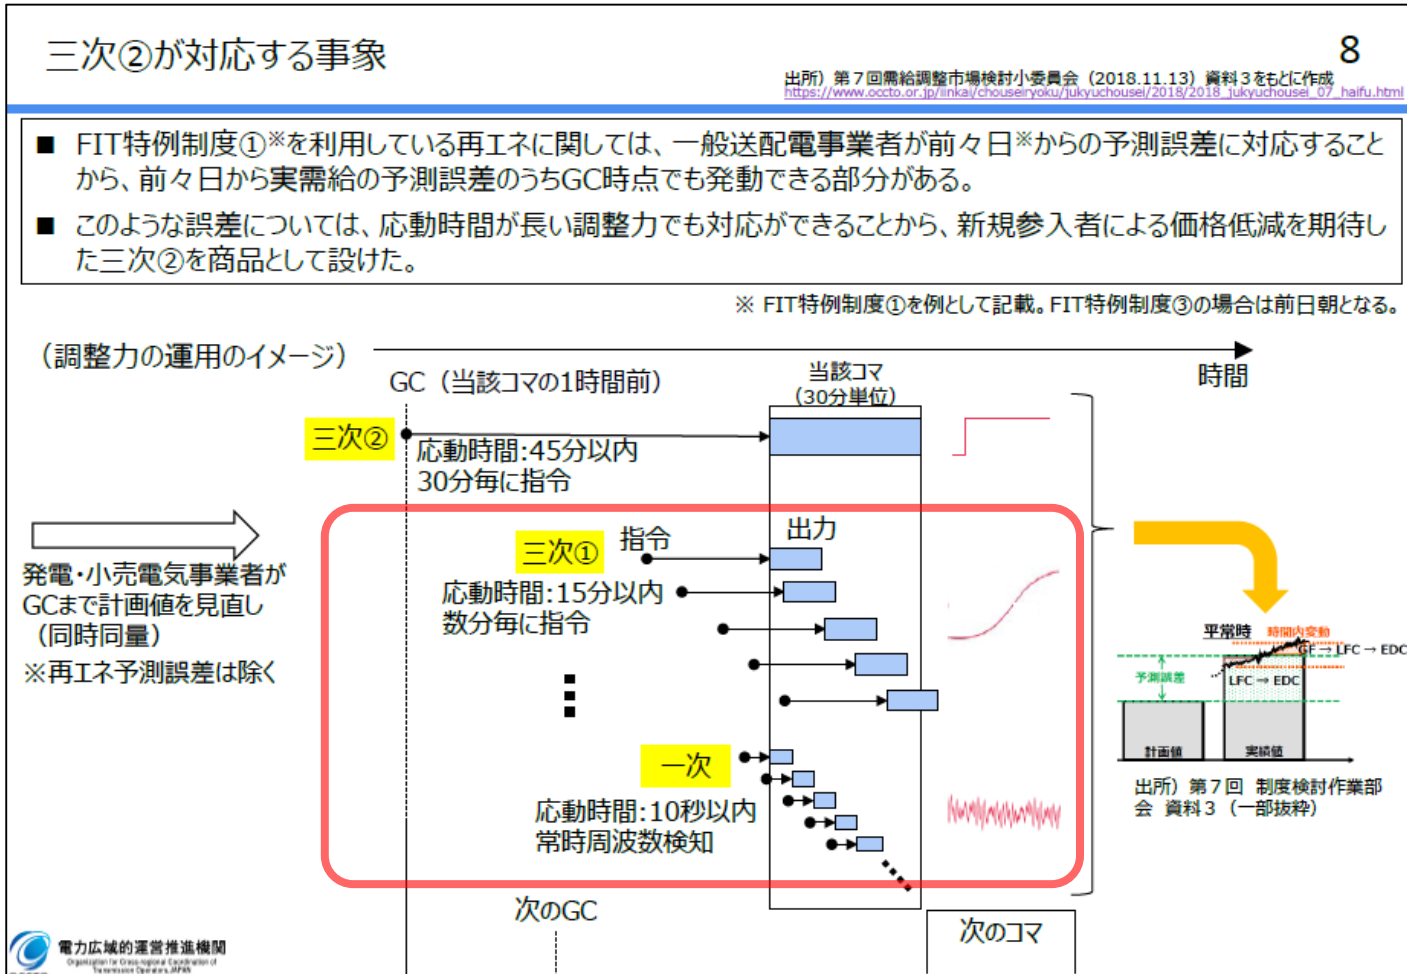 三次②が対応する事象
8
出所）第７回需給調整市場検討小委員会（2018.11.13）資料３をもとに作成
https://www.occto.or.jp/iinkai/chouseiryoku/jukyuchousei/2018/2018_jukyuchousei_07_haifu.html
■ FIT特例制度①※を利用している再エネに関しては、一般送配電事業者が前々日※からの予測誤差に対応すること
から、前々日から実需給の予測誤差のうちGC時点でも発動できる部分がある。
■ このような誤差については、応動時間が長い調整力でも対応ができることから、新規参入者による価格低減を期待し
た三次②を商品として設けた。
※ FIT特例制度①を例として記載。FIT特例制度③の場合は前日朝となる。
（調整力の運用のイメージ）
時間
GC（当該コマの1時間前）
当該コマ
（30分単位）
三次②
応動時間:45分以内
30分毎に指令
三次①
指令
出力
応動時間:15分以内
数分毎に指令
発電・小売電気事業者が
GCまで計画値を見直し
（同時同量）
※再エネ予測誤差は除く
一次
応動時間:10秒以内
常時周波数検知
平常時
時間内変動
GF → LFC → EDC
予測誤差
LFC → EDC
計画値
実績値
出所）第７回 制度検討作業部
会 資料３（一部抜粋）
次のGC
次のコマ
電力広域的運営推進機関
Organization for Cross-regional Coordination of
Transmission Operators, JAPAN